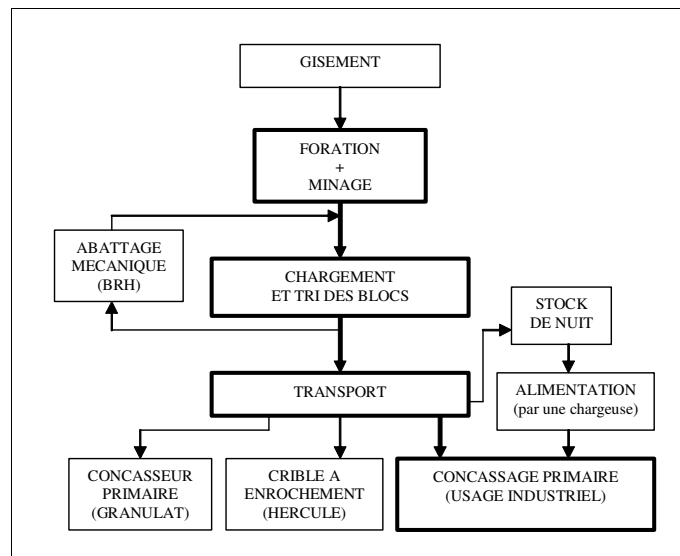 GISEMENT
FORATION
+
MINAGE
ABATTAGE
MECANIQUE
(BRH)
CHARGEMENT
ET TRI DES BLOCS
STOCK
DE NUIT
TRANSPORT
ALIMENTATION
(par une chargeuse)
CONCASSEUR
PRIMAIRE
(GRANULAT)
CRIBLE A
ENROCHEMENT
(HERCULE)
CONCASSAGE PRIMAIRE
(USAGE INDUSTRIEL)